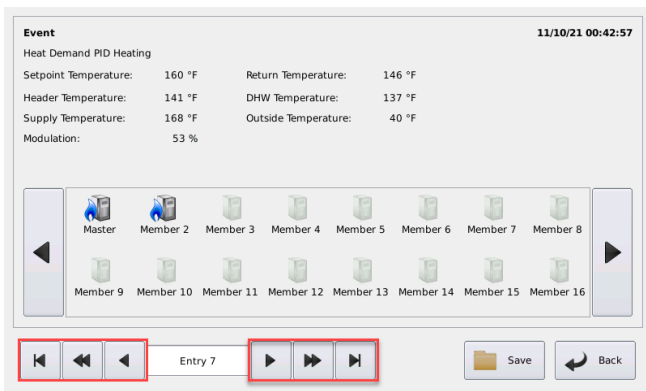 Event 11/10/21 00:42:57
Heat Demand PID Heating
Setpoint Temperature: 160 °F Return Temperature: 146 °F
Header Temperature: 141 °F DHW Temperature: 137 °F
Supply Temperature: 168 °F Outside Temperature: 40 °F
Modulation: 53 %
Master Member 2 Member 3 Member 4 Member 5 Member 6 Member 7 Member 8
Member 9 Member 10 Member 11 Member 12 Member 13 Member 14 Member 15 Member 16
Entry 7 Save Back